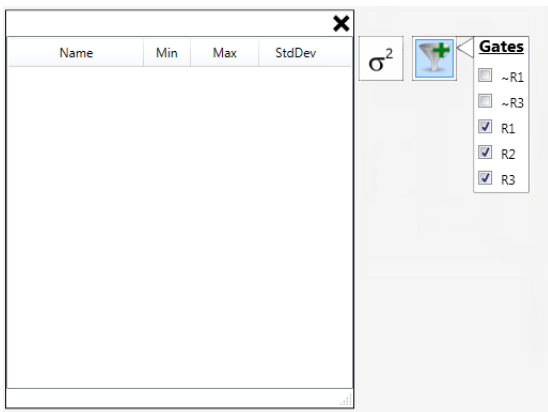 Name Min Max StdDev
σ²
Gates
~R1
~R3
R1
R2
R3